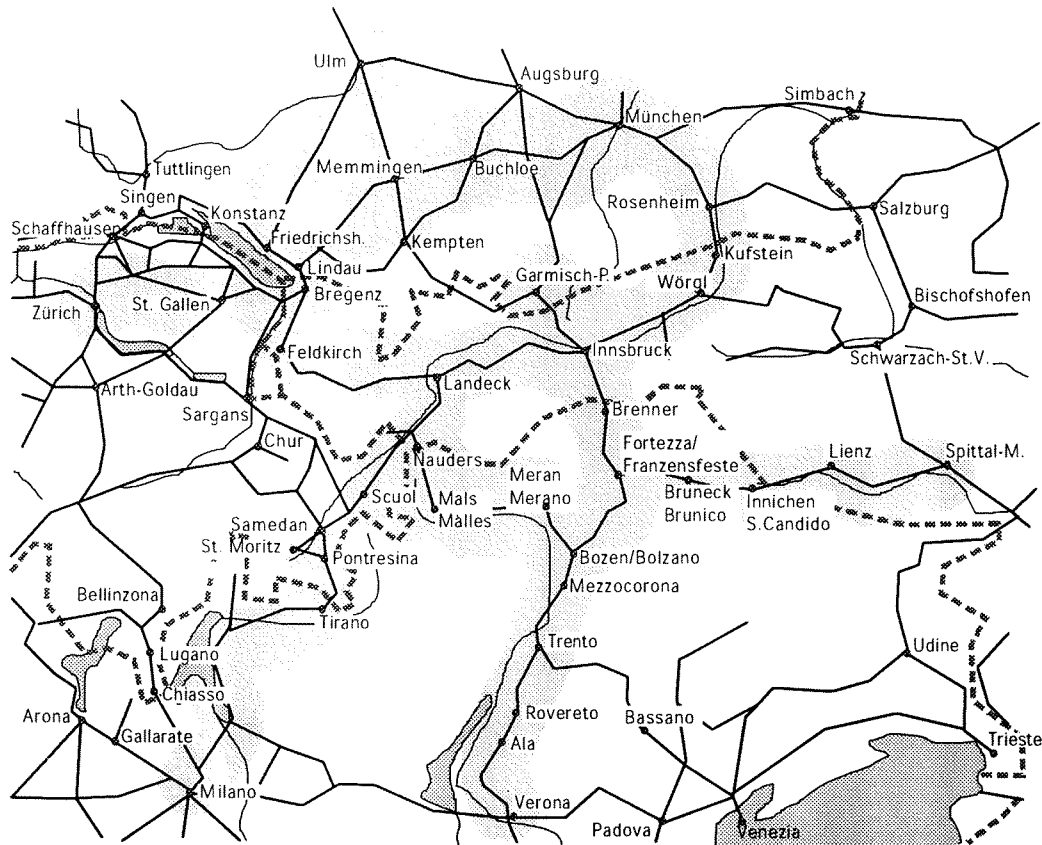 Ulm
Augsburg
Simbach
München
Tuttlingen
Memmingen
Buchloe
Singen
Konstanz
Rosenheim
Salzburg
Schaffhausen
Friedrichsh.
Kempten
Kufstein
Lindau
Garmisch-P.
Wörgl
Bregenz
St. Gallen
Bischofshofen
Zürich
Feldkirch
Innsbruck
Schwarzach-St.V.
Landeck
Arth-Goldau
Sargans
Brenner
Chur
Nauders
Fortezza/
Franzensfeste
Lienz
Spittal-M.
Meran
Merano
Bruneck
Brunico
Innichen
S.Candido
Scuol
Mals
Malles
Samedan
St. Moritz
Pontresina
Bozen/Bolzano
Mezzocorona
Bellinzona
Tirano
Trento
Udine
Lugano
Chiasso
Arona
Rovereto
Bassano
Gallarate
Ala
Trieste
Milano
Verona
Padova
Venezia